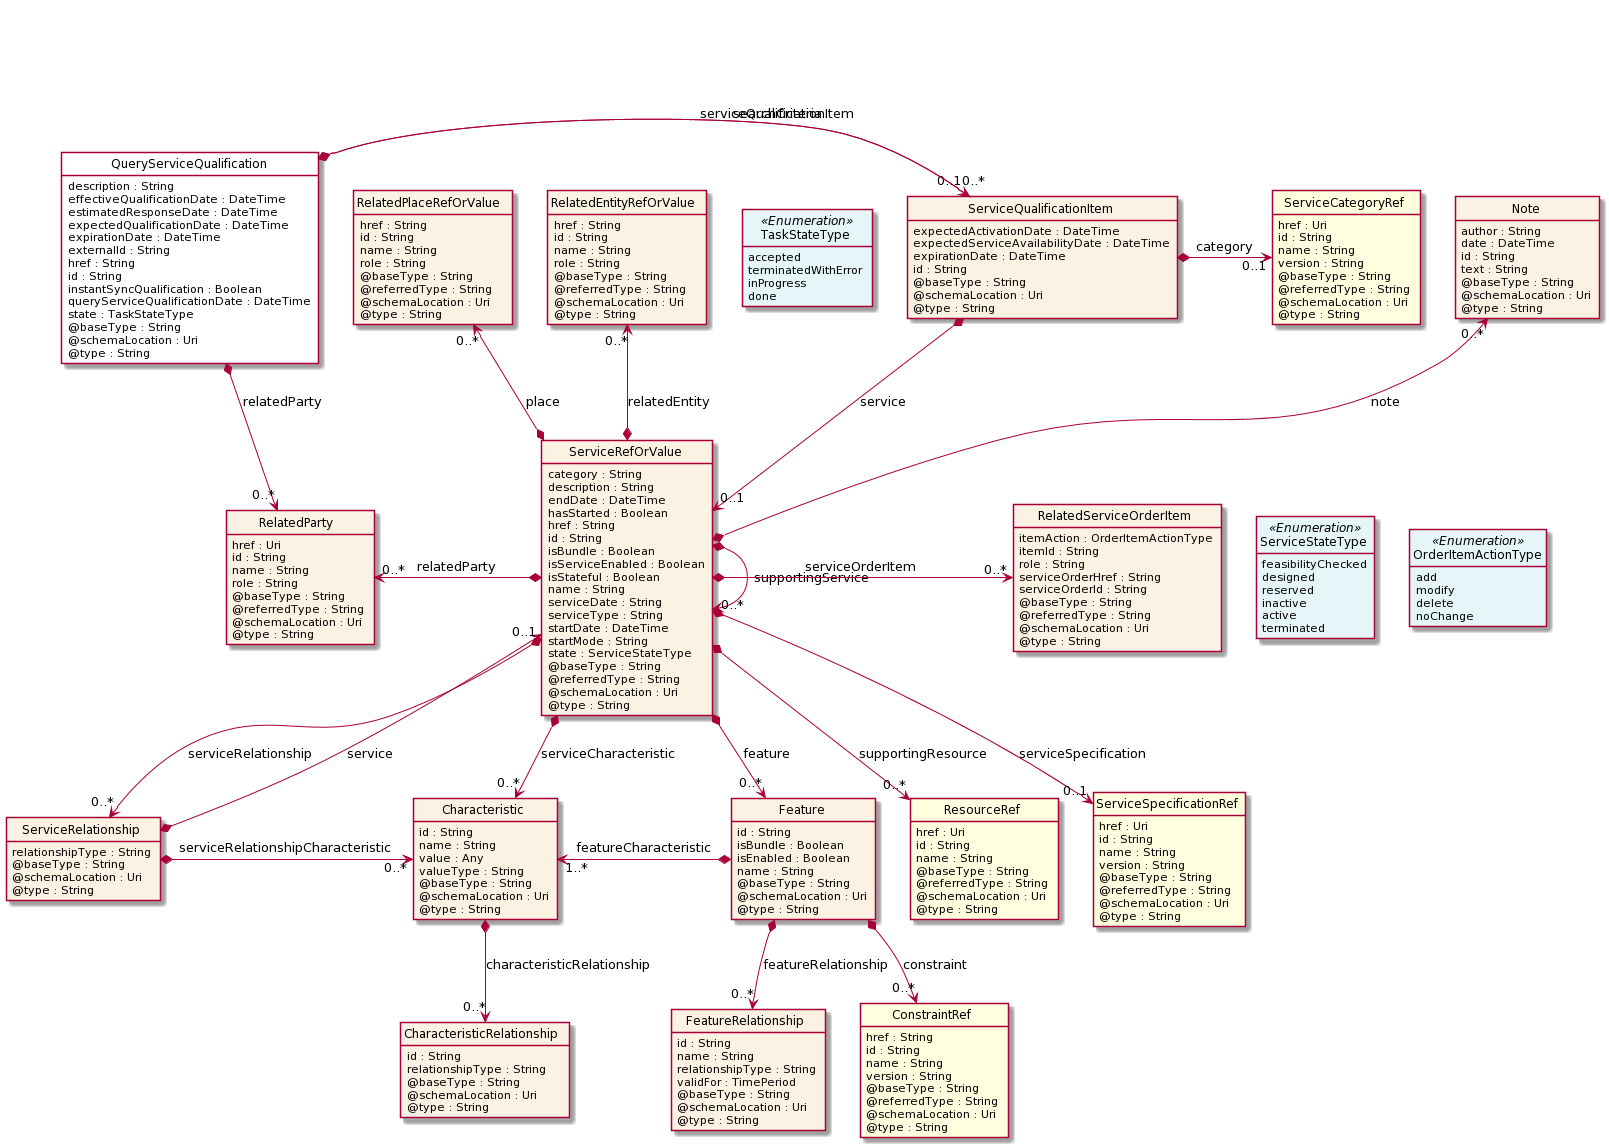 QueryServiceQualification
description : String
effectiveQualificationDate : DateTime
estimatedResponseDate : DateTime
expectedQualificationDate : DateTime
expirationDate : DateTime
externalId : String
href : String
id : String
instantSyncQualification : Boolean
queryServiceQualificationDate : DateTime
state : TaskStateType
@baseType : String
@schemaLocation : Uri
@type : String
serviceQualificationItem
searchCriteria
0..1
0..*
RelatedPlaceRefOrValue
href : String
id : String
name : String
role : String
@baseType : String
@referredType : String
@schemaLocation : Uri
@type : String
RelatedEntityRefOrValue
href : String
id : String
name : String
role : String
@baseType : String
@referredType : String
@schemaLocation : Uri
@type : String
«Enumeration»
TaskStateType
accepted
terminatedWithError
inProgress
done
ServiceQualificationItem
expectedActivationDate : DateTime
expectedServiceAvailabilityDate : DateTime
expirationDate : DateTime
id : String
@baseType : String
@schemaLocation : Uri
@type : String
category
0..1
ServiceCategoryRef
href : Uri
id : String
name : String
version : String
@baseType : String
@referredType : String
@schemaLocation : Uri
@type : String
Note
author : String
date : DateTime
id : String
text : String
@baseType : String
@schemaLocation : Uri
@type : String
0..*
0..*
0..*
relatedParty
place
relatedEntity
service
note
0..*
0..1
ServiceRefOrValue
category : String
description : String
endDate : DateTime
hasStarted : Boolean
href : String
id : String
isBundle : Boolean
isServiceEnabled : Boolean
isStateful : Boolean
name : String
serviceDate : String
serviceType : String
startDate : DateTime
startMode : String
state : ServiceStateType
@baseType : String
@referredType : String
@schemaLocation : Uri
@type : String
RelatedParty
href : Uri
id : String
name : String
role : String
@baseType : String
@referredType : String
@schemaLocation : Uri
@type : String
0..*
relatedParty
supportingService
0..*
serviceOrderItem
0..*
RelatedServiceOrderItem
itemAction : OrderItemActionType
itemId : String
role : String
serviceOrderHref : String
serviceOrderId : String
@baseType : String
@referredType : String
@schemaLocation : Uri
@type : String
«Enumeration»
ServiceStateType
feasibilityChecked
designed
reserved
inactive
active
terminated
«Enumeration»
OrderItemActionType
add
modify
delete
noChange
0..1
serviceRelationship
service
serviceCharacteristic
feature
supportingResource
serviceSpecification
0..*
0..*
0..*
0..*
0..1
ServiceRelationship
relationshipType : String
@baseType : String
@schemaLocation : Uri
@type : String
serviceRelationshipCharacteristic
0..*
Characteristic
id : String
name : String
value : Any
valueType : String
@baseType : String
@schemaLocation : Uri
@type : String
featureCharacteristic
1..*
Feature
id : String
isBundle : Boolean
isEnabled : Boolean
name : String
@baseType : String
@schemaLocation : Uri
@type : String
ResourceRef
href : Uri
id : String
name : String
@baseType : String
@referredType : String
@schemaLocation : Uri
@type : String
ServiceSpecificationRef
href : Uri
id : String
name : String
version : String
@baseType : String
@referredType : String
@schemaLocation : Uri
@type : String
characteristicRelationship
featureRelationship
constraint
0..*
0..*
0..*
CharacteristicRelationship
id : String
relationshipType : String
@baseType : String
@schemaLocation : Uri
@type : String
FeatureRelationship
id : String
name : String
relationshipType : String
validFor : TimePeriod
@baseType : String
@schemaLocation : Uri
@type : String
ConstraintRef
href : String
id : String
name : String
version : String
@baseType : String
@referredType : String
@schemaLocation : Uri
@type : String